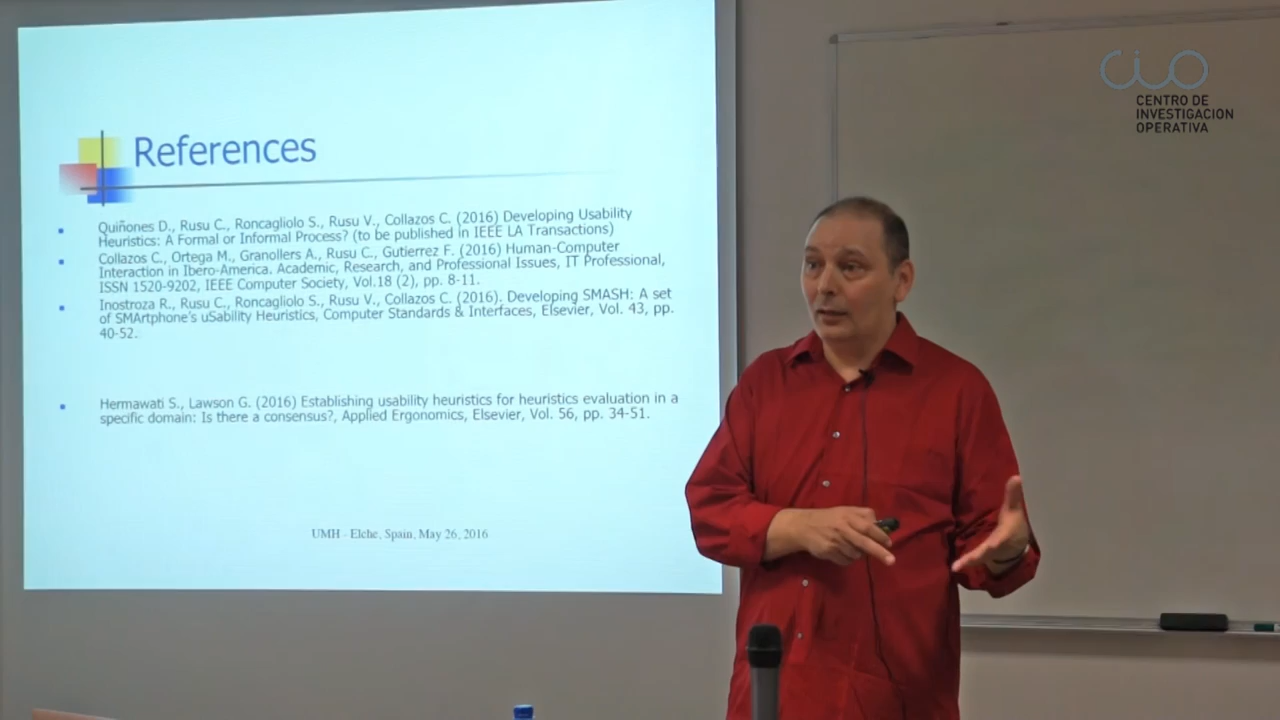 References
Quiñones D., Rusu C., Roncagliolo S., Rusu V., Collazos C. (2016) Developing Usability
Heuristics: A Formal or Informal Process? (to be published in IEEE LA Transactions)
Collazos C., Ortega M., Granollers A., Rusu C., Gutierrez F. (2016) Human-Computer
Interaction in Ibero-America. Academic, Research, and Professional Issues, IT Professional,
ISSN 1520-9202, IEEE Computer Society, Vol.18 (2), pp. 8-11.
Inostroza R., Rusu C., Roncagliolo S., Rusu V., Collazos C. (2016). Developing SMASH: A set
of SMArtphone's uSability Heuristics, Computer Standards & Interfaces, Elsevier, Vol. 43, pp.
40-52.
Hermawati S., Lawson G. (2016) Establishing usability heuristics for heuristics evaluation in a
specific domain: Is there a consensus?, Applied Ergonomics, Elsevier, Vol. 56, pp. 34-51.
UMH - Elche, Spain, May 26, 2016
CIO
CENTRO DE
INVESTIGACION
OPERATIVA